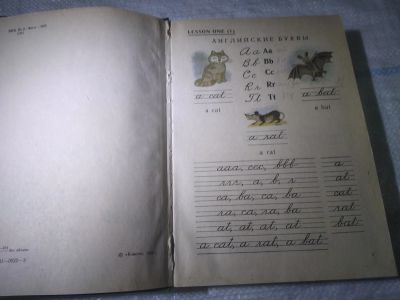 LESSON ONE (1)
АНГЛИЙСКИЕ БУКВЫ
Aa Aa
Bb Bb
Cc Cc
Rr Rr
Tt Tt
a cat
a bat
a cat
a bat
a rat
a rat
aaa, ccc, bbb
a
rrr, a, b, r
at
ca, ba, ca, ba
cat
ra, ca, ra, ba
rat
at, at, at, at
bat
a cat, a rat, a bat